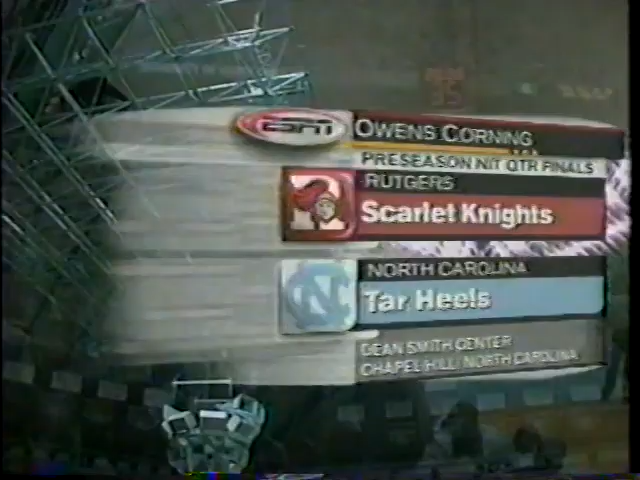 ESPN
OWENS CORNING
PRESEASON NIT QTR FINALS
R
RUTGERS
Scarlet Knights
NC
NORTH CAROLINA
Tar Heels
DEAN SMITH CENTER
CHAPEL HILL, NORTH CAROLINA